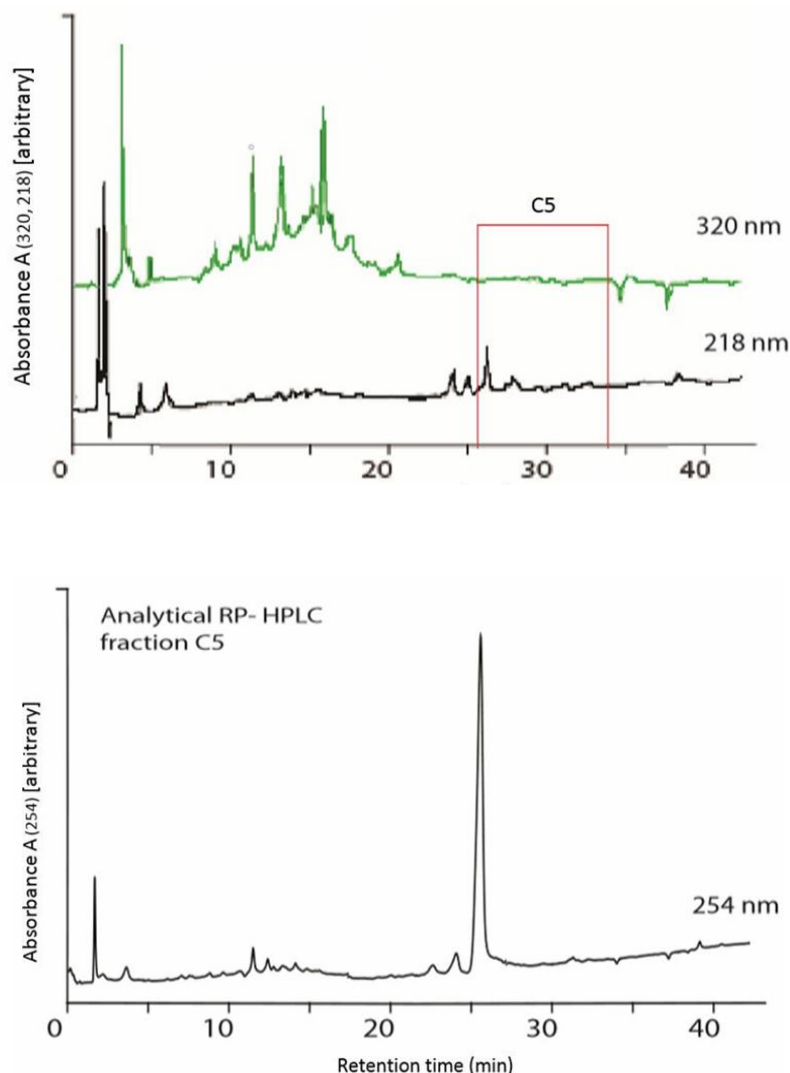 Absorbance A (320, 218) [arbitrary]
C5
320 nm
218 nm
0 10 20 30 40
Analytical RP- HPLC
fraction C5
Absorbance A (254) [arbitrary]
254 nm
0 10 20 30 40
Retention time (min)